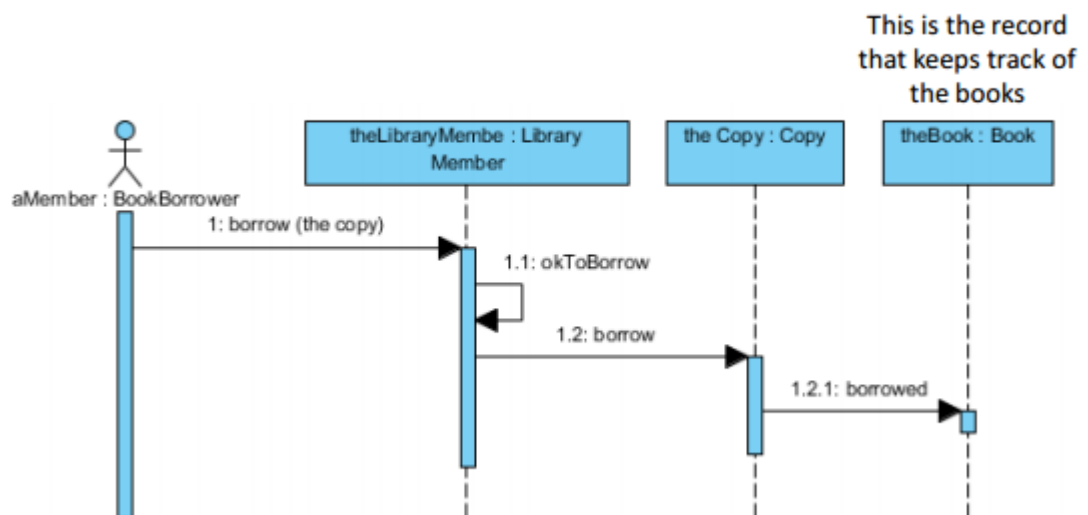 This is the record
that keeps track of
the books
theLibraryMembe : Library
Member
the Copy : Copy
theBook : Book
aMember : BookBorrower
1: borrow (the copy)
1.1: okToBorrow
1.2: borrow
1.2.1: borrowed